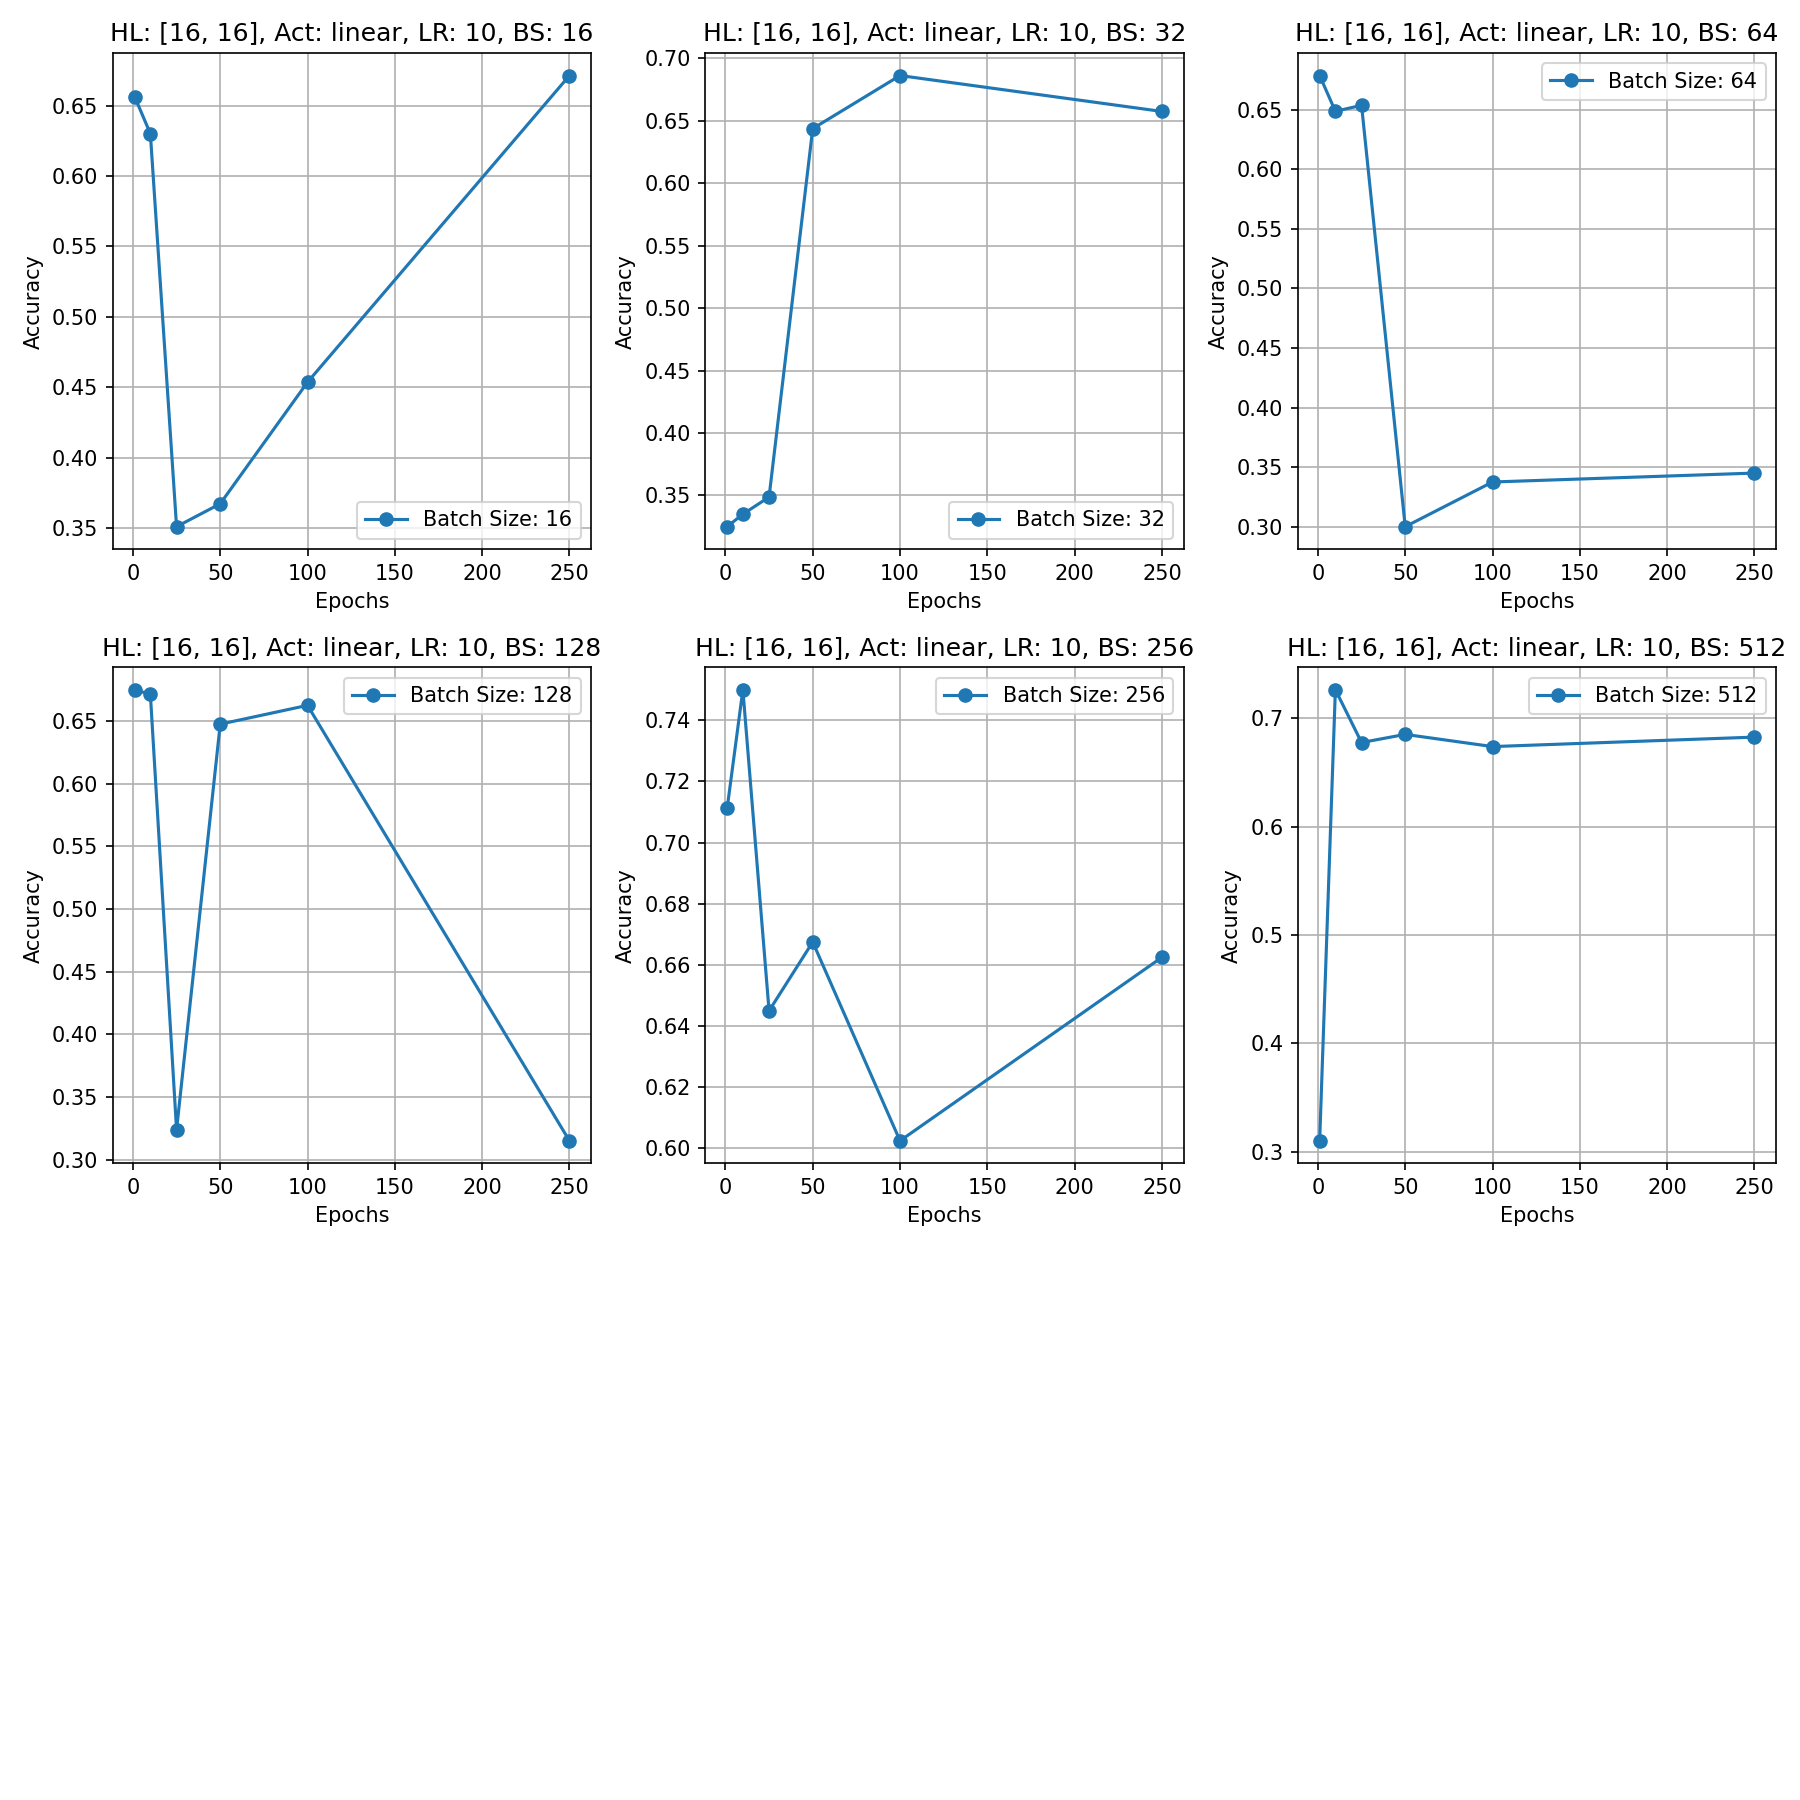 HL: [16, 16], Act: linear, LR: 10, BS: 16
0.65
0.60
0.55
0.50
0.45
0.40
0.35
Accuracy
Batch Size: 16
0 50 100 150 200 250
Epochs
HL: [16, 16], Act: linear, LR: 10, BS: 32
0.70
0.65
0.60
0.55
0.50
0.45
0.40
0.35
Accuracy
Batch Size: 32
0 50 100 150 200 250
Epochs
HL: [16, 16], Act: linear, LR: 10, BS: 64
Batch Size: 64
0.65
0.60
0.55
0.50
0.45
0.40
0.35
0.30
Accuracy
0 50 100 150 200 250
Epochs
HL: [16, 16], Act: linear, LR: 10, BS: 128
Batch Size: 128
0.65
0.60
0.55
0.50
0.45
0.40
0.35
0.30
Accuracy
0 50 100 150 200 250
Epochs
HL: [16, 16], Act: linear, LR: 10, BS: 256
Batch Size: 256
0.74
0.72
0.70
0.68
0.66
0.64
0.62
0.60
Accuracy
0 50 100 150 200 250
Epochs
HL: [16, 16], Act: linear, LR: 10, BS: 512
Batch Size: 512
0.7
0.6
0.5
0.4
0.3
Accuracy
0 50 100 150 200 250
Epochs